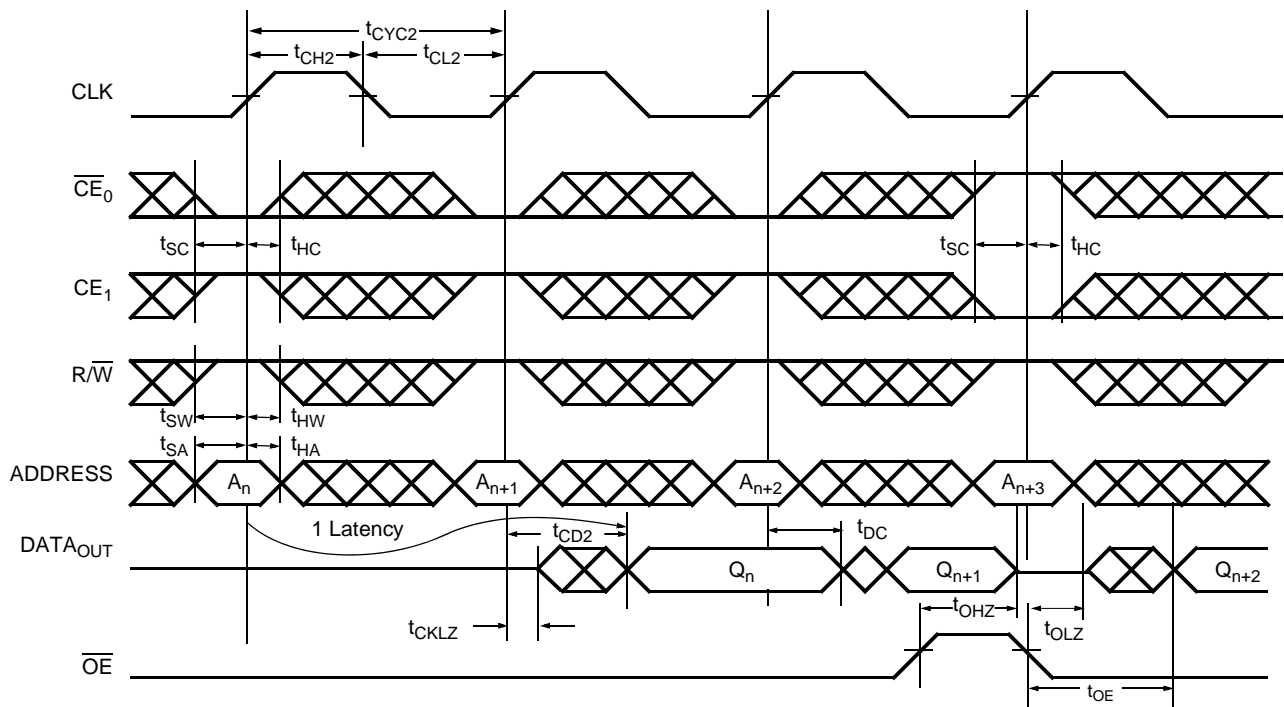 tCYC2
tCH2 tCL2
CLK
CE0
tSC tHC tSC tHC
CE1
R/W
tSW tHW
tSA tHA
ADDRESS An An+1 An+2 An+3
1 Latency tCD2 tDC
DATAOUT Qn Qn+1 Qn+2
tOHZ
tCKLZ tOLZ
OE
tOE